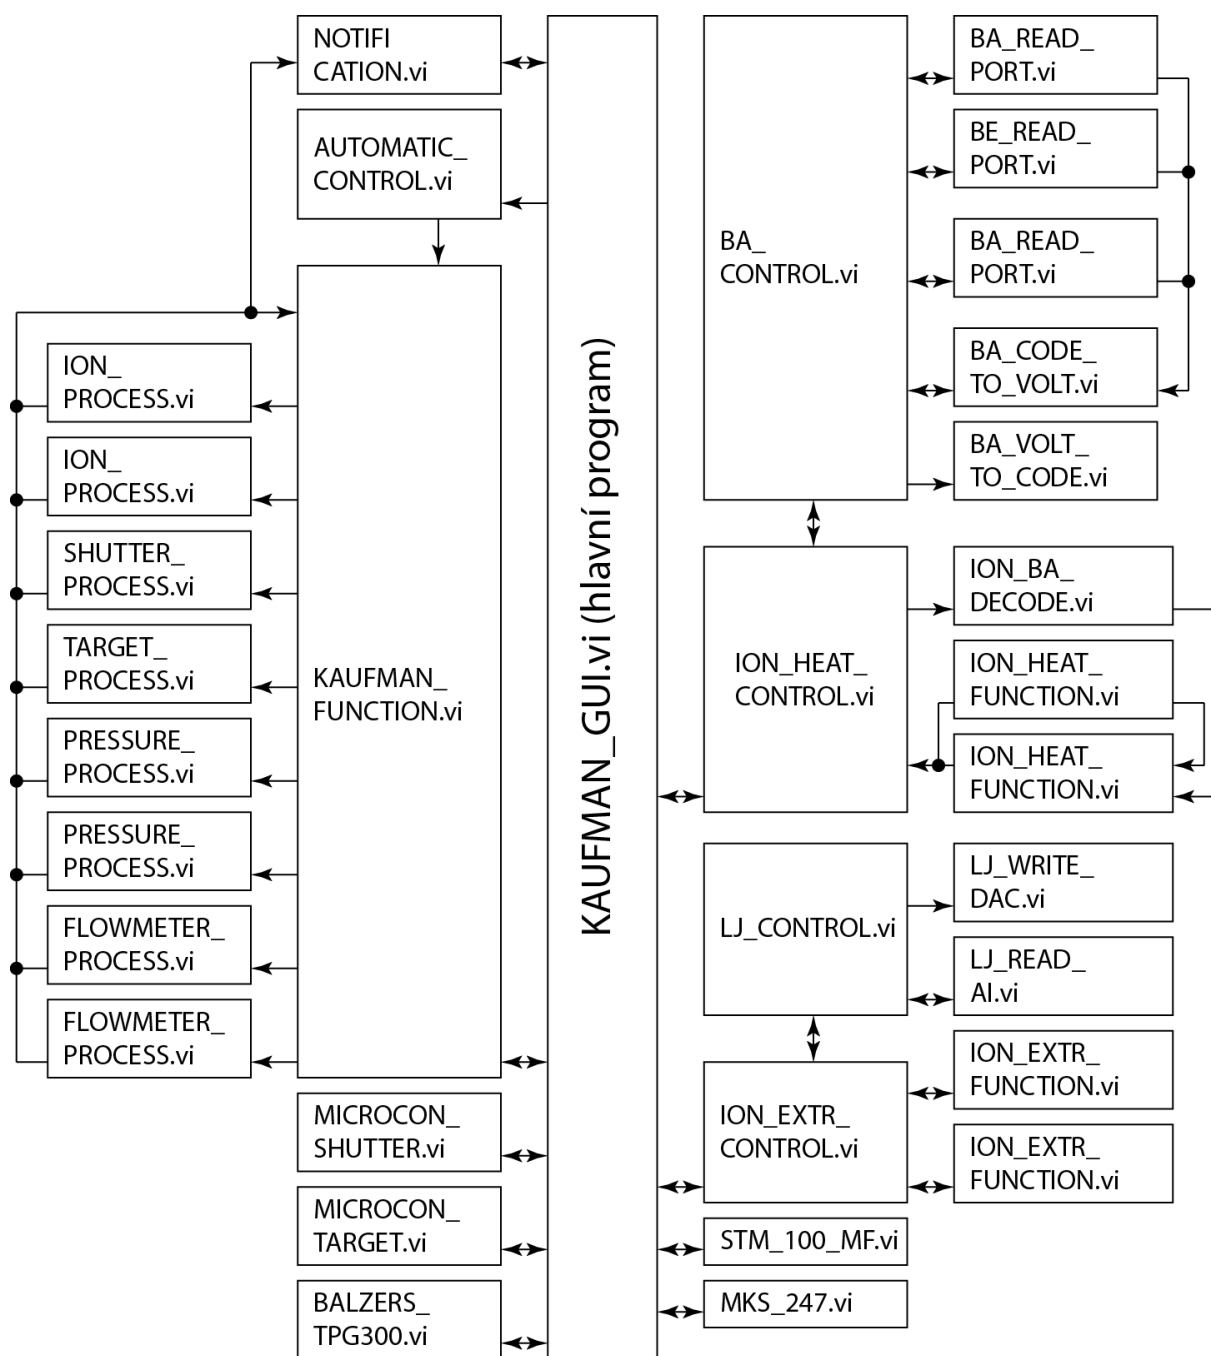 NOTIFI
CATION.vi
AUTOMATIC_
CONTROL.vi
ION_
PROCESS.vi
ION_
PROCESS.vi
SHUTTER_
PROCESS.vi
TARGET_
PROCESS.vi
PRESSURE_
PROCESS.vi
PRESSURE_
PROCESS.vi
FLOWMETER_
PROCESS.vi
FLOWMETER_
PROCESS.vi
KAUFMAN_
FUNCTION.vi
MICROCON_
SHUTTER.vi
MICROCON_
TARGET.vi
BALZERS_
TPG300.vi
KAUFMAN_GUI.vi (hlavní program)
BA_
CONTROL.vi
BA_READ_
PORT.vi
BE_READ_
PORT.vi
BA_READ_
PORT.vi
BA_CODE_
TO_VOLT.vi
BA_VOLT_
TO_CODE.vi
ION_HEAT_
CONTROL.vi
ION_BA_
DECODE.vi
ION_HEAT_
FUNCTION.vi
ION_HEAT_
FUNCTION.vi
LJ_CONTROL.vi
LJ_WRITE_
DAC.vi
LJ_READ_
AI.vi
ION_EXTR_
CONTROL.vi
ION_EXTR_
FUNCTION.vi
ION_EXTR_
FUNCTION.vi
STM_100_MF.vi
MKS_247.vi